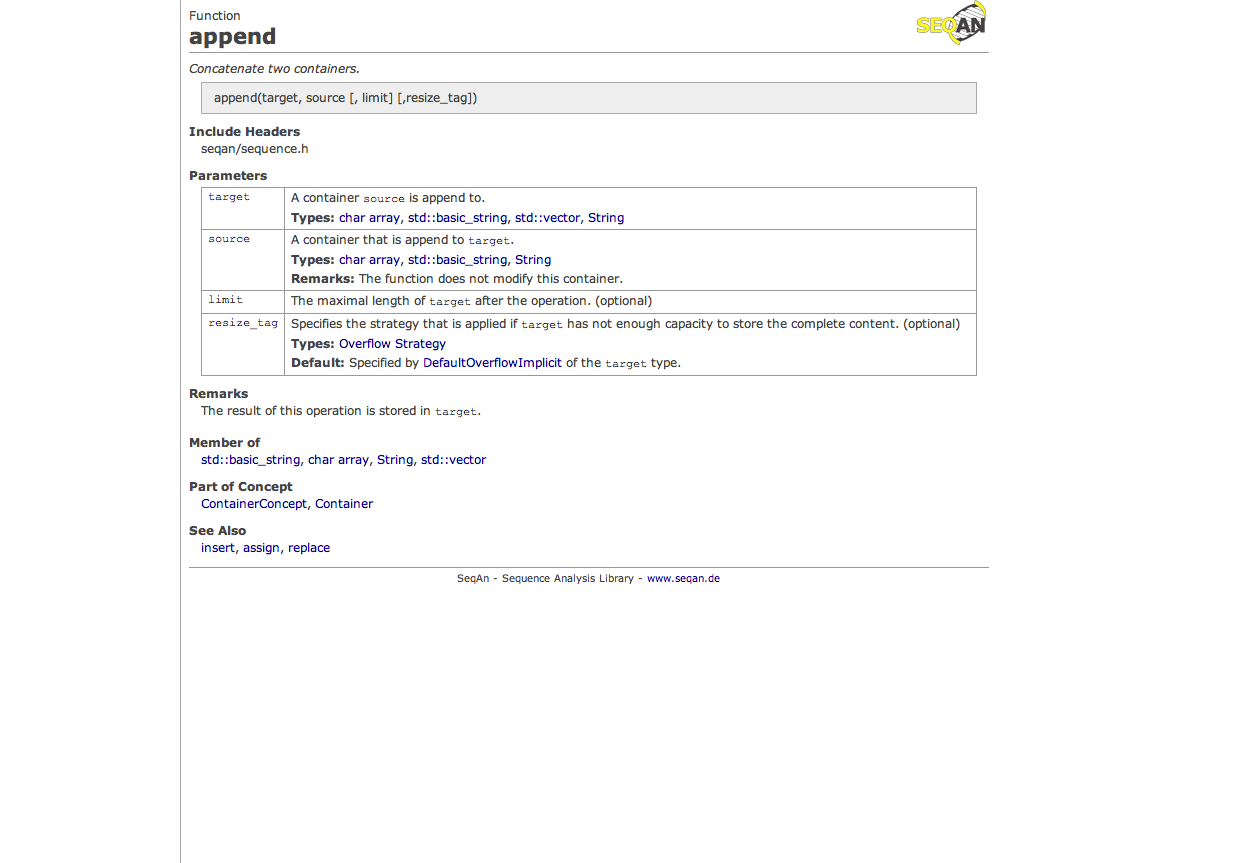 Function
append
SEQAN
Concatenate two containers.
append(target, source [, limit] [,resize_tag])
Include Headers
seqan/sequence.h
Parameters
target
A container source is append to.
Types: char array, std::basic_string, std::vector, String
source
A container that is append to target.
Types: char array, std::basic_string, String
Remarks: The function does not modify this container.
limit
The maximal length of target after the operation. (optional)
resize_tag
Specifies the strategy that is applied if target has not enough capacity to store the complete content. (optional)
Types: Overflow Strategy
Default: Specified by DefaultOverflowImplicit of the target type.
Remarks
The result of this operation is stored in target.
Member of
std::basic_string, char array, String, std::vector
Part of Concept
ContainerConcept, Container
See Also
insert, assign, replace
SeqAn - Sequence Analysis Library - www.seqan.de